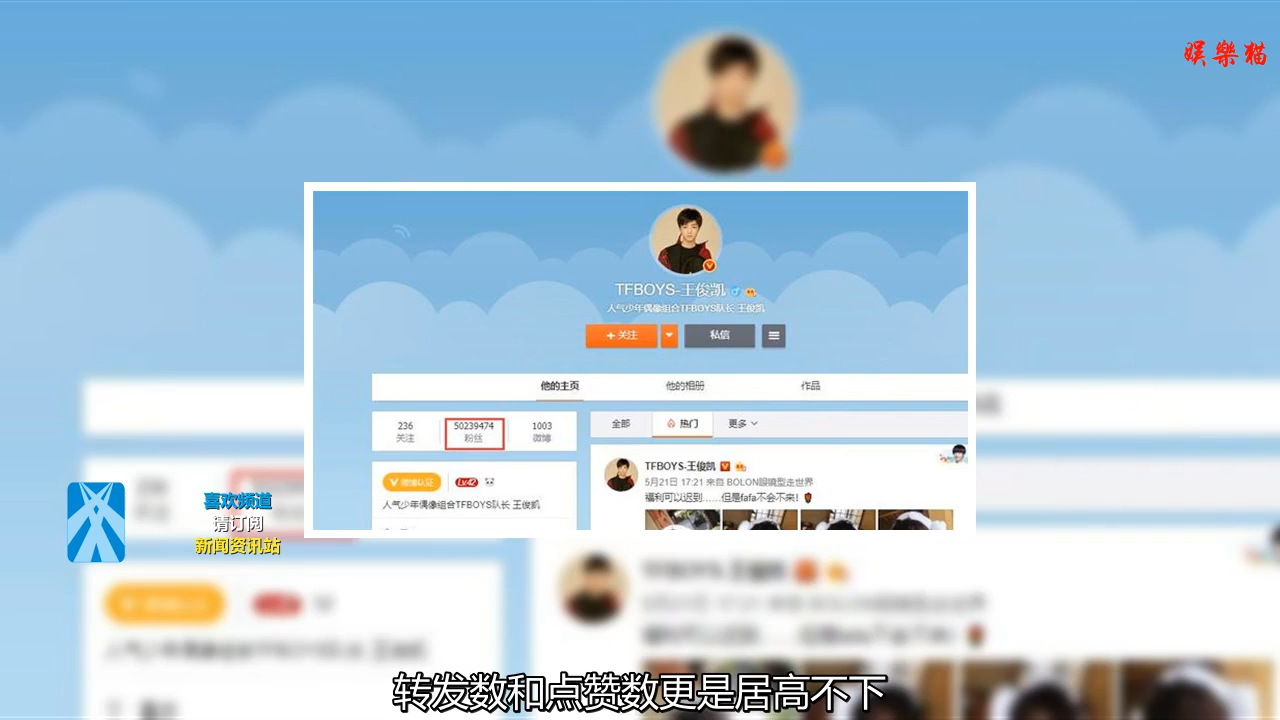 娱樂猫
TFBOYS-王俊凯
人气少年偶像组合TFBOYS队长 王俊凯
+ 关注
私信
他的主页 他的相册 作品
236 50239474 1003
关注 粉丝 微博
全部 热门 更多
TFBOYS-王俊凯
5月21日 17:21 来自 BOLON眼镜型走世界
福利可以迟到……但是fafa不会不来!
V 微博认证 Lv42
人气少年偶像组合TFBOYS队长 王俊凯
喜欢频道
请订阅
新闻资讯站
转发数和点赞数更是居高不下